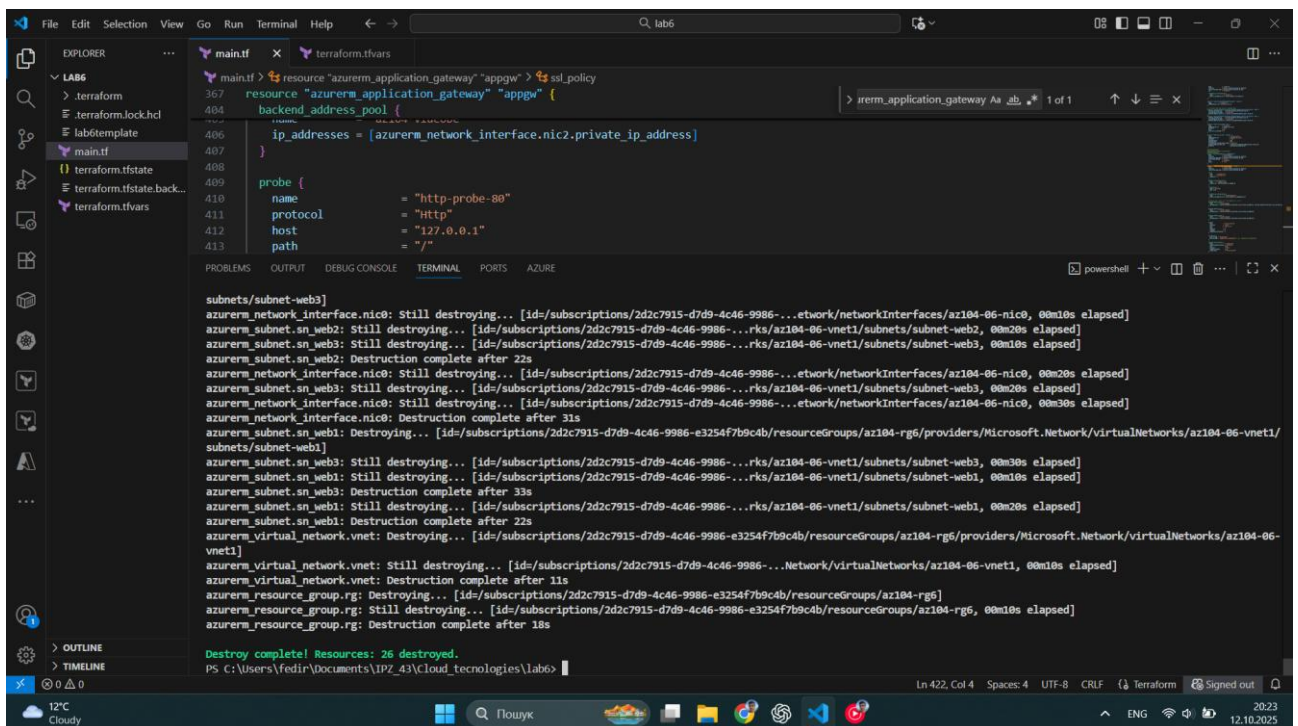 File Edit Selection View Go Run Terminal Help
lab6
EXPLORER
main.tf
terraform.tfvars
LAB6
.terraform
.terraform.lock.hcl
lab6template
main.tf
terraform.tfstate
terraform.tfstate.back...
terraform.tfvars
main.tf > resource "azurerm_application_gateway" "appgw" > ssl_policy
367 resource "azurerm_application_gateway" "appgw" {
404 backend_address_pool {
406 ip_addresses = [azurerm_network_interface.nic2.private_ip_address]
407 }
408
409 probe {
410 name = "http-probe-80"
411 protocol = "Http"
412 host = "127.0.0.1"
413 path = "/"
urerm_application_gateway Aa ab 1 of 1
PROBLEMS OUTPUT DEBUG CONSOLE TERMINAL PORTS AZURE
powershell
subnets/subnet-web3]
azurerm_network_interface.nic0: Still destroying... [id=/subscriptions/2d2c7915-d7d9-4c46-9986-...etwork/networkInterfaces/az104-06-nic0, 00m10s elapsed]
azurerm_subnet.sn_web2: Still destroying... [id=/subscriptions/2d2c7915-d7d9-4c46-9986-...rks/az104-06-vnet1/subnets/subnet-web2, 00m20s elapsed]
azurerm_subnet.sn_web3: Still destroying... [id=/subscriptions/2d2c7915-d7d9-4c46-9986-...rks/az104-06-vnet1/subnets/subnet-web3, 00m10s elapsed]
azurerm_subnet.sn_web2: Destruction complete after 22s
azurerm_network_interface.nic0: Still destroying... [id=/subscriptions/2d2c7915-d7d9-4c46-9986-...etwork/networkInterfaces/az104-06-nic0, 00m20s elapsed]
azurerm_subnet.sn_web3: Still destroying... [id=/subscriptions/2d2c7915-d7d9-4c46-9986-...rks/az104-06-vnet1/subnets/subnet-web3, 00m20s elapsed]
azurerm_network_interface.nic0: Still destroying... [id=/subscriptions/2d2c7915-d7d9-4c46-9986-...etwork/networkInterfaces/az104-06-nic0, 00m30s elapsed]
azurerm_network_interface.nic0: Destruction complete after 31s
azurerm_subnet.sn_web1: Destroying... [id=/subscriptions/2d2c7915-d7d9-4c46-9986-e3254f7b9c4b/resourceGroups/az104-rg6/providers/Microsoft.Network/virtualNetworks/az104-06-vnet1/
subnets/subnet-web1]
azurerm_subnet.sn_web3: Still destroying... [id=/subscriptions/2d2c7915-d7d9-4c46-9986-...rks/az104-06-vnet1/subnets/subnet-web3, 00m30s elapsed]
azurerm_subnet.sn_web1: Still destroying... [id=/subscriptions/2d2c7915-d7d9-4c46-9986-...rks/az104-06-vnet1/subnets/subnet-web1, 00m10s elapsed]
azurerm_subnet.sn_web3: Destruction complete after 33s
azurerm_subnet.sn_web1: Still destroying... [id=/subscriptions/2d2c7915-d7d9-4c46-9986-...rks/az104-06-vnet1/subnets/subnet-web1, 00m20s elapsed]
azurerm_subnet.sn_web1: Destruction complete after 22s
azurerm_virtual_network.vnet: Destroying... [id=/subscriptions/2d2c7915-d7d9-4c46-9986-e3254f7b9c4b/resourceGroups/az104-rg6/providers/Microsoft.Network/virtualNetworks/az104-06-
vnet1]
azurerm_virtual_network.vnet: Still destroying... [id=/subscriptions/2d2c7915-d7d9-4c46-9986-...Network/virtualNetworks/az104-06-vnet1, 00m10s elapsed]
azurerm_virtual_network.vnet: Destruction complete after 11s
azurerm_resource_group.rg: Destroying... [id=/subscriptions/2d2c7915-d7d9-4c46-9986-e3254f7b9c4b/resourceGroups/az104-rg6]
azurerm_resource_group.rg: Still destroying... [id=/subscriptions/2d2c7915-d7d9-4c46-9986-e3254f7b9c4b/resourceGroups/az104-rg6, 00m10s elapsed]
azurerm_resource_group.rg: Destruction complete after 18s
Destroy complete! Resources: 26 destroyed.
PS C:\Users\fedir\Documents\IPZ_43\Cloud_tecnologies\lab6>
OUTLINE
TIMELINE
0 0
Ln 422, Col 4 Spaces: 4 UTF-8 CRLF Terraform Signed out
12°C
Cloudy
Пошук
ENG
20:23
12.10.2025